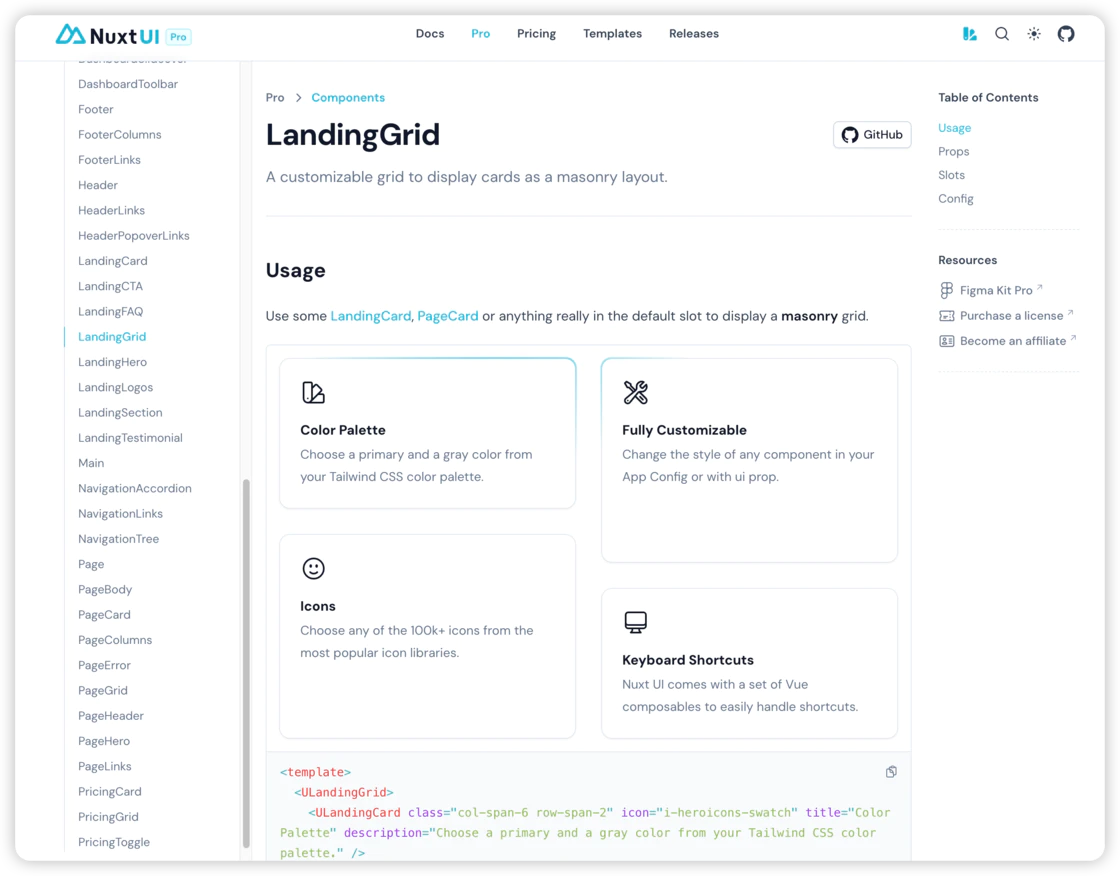 NuxtUI Pro
Docs
Pro
Pricing
Templates
Releases
DashboardToolbar
Footer
FooterColumns
FooterLinks
Header
HeaderLinks
HeaderPopoverLinks
LandingCard
LandingCTA
LandingFAQ
LandingGrid
LandingHero
LandingLogos
LandingSection
LandingTestimonial
Main
NavigationAccordion
NavigationLinks
NavigationTree
Page
PageBody
PageCard
PageColumns
PageError
PageGrid
PageHeader
PageHero
PageLinks
PricingCard
PricingGrid
PricingToggle
Pro > Components
LandingGrid
GitHub
A customizable grid to display cards as a masonry layout.
Usage
Use some LandingCard, PageCard or anything really in the default slot to display a masonry grid.
Color Palette
Choose a primary and a gray color from
your Tailwind CSS color palette.
Fully Customizable
Change the style of any component in your
App Config or with ui prop.
Icons
Choose any of the 100k+ icons from the
most popular icon libraries.
Keyboard Shortcuts
Nuxt UI comes with a set of Vue
composables to easily handle shortcuts.
<template>
<ULandingGrid>
<ULandingCard class="col-span-6 row-span-2" icon="i-heroicons-swatch" title="Color
Palette" description="Choose a primary and a gray color from your Tailwind CSS color
palette." />
Table of Contents
Usage
Props
Slots
Config
Resources
Figma Kit Pro
Purchase a license
Become an affiliate